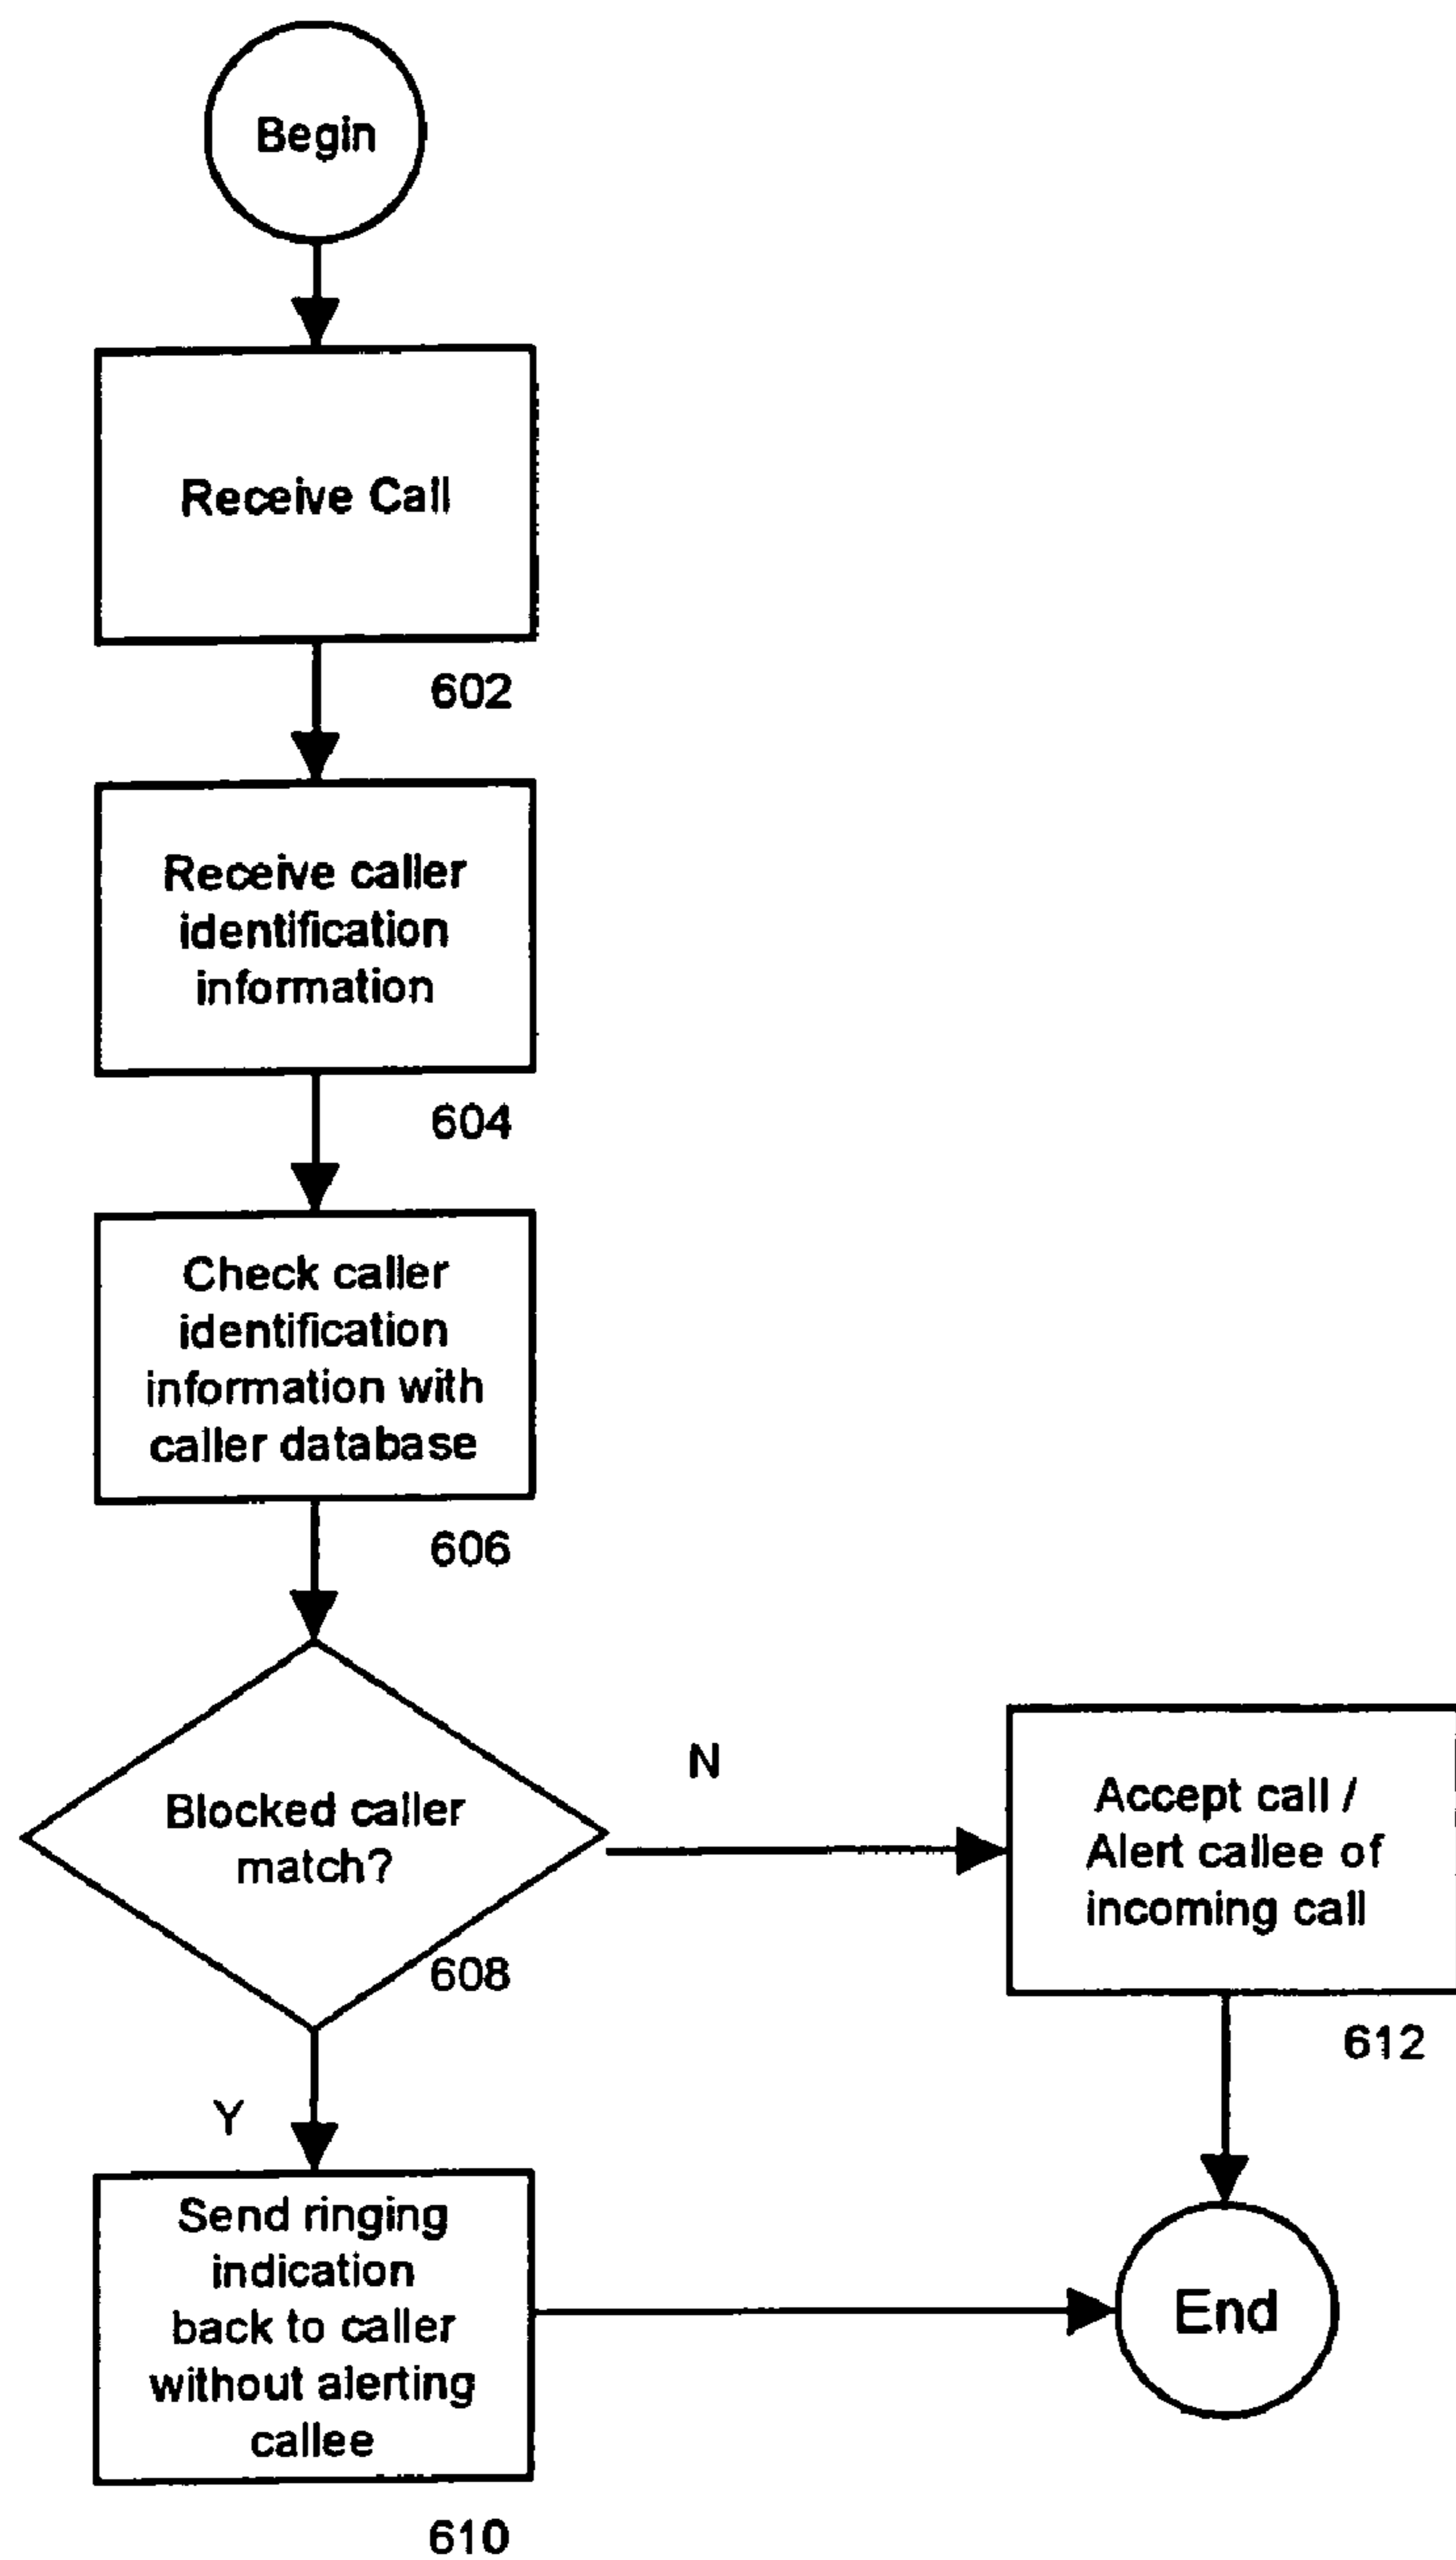 Begin
Receive Call
602
Receive caller
identification
information
604
Check caller
identification
information with
caller database
606
Blocked caller
match?
608
N
Accept call /
Alert callee of
incoming call
612
Y
Send ringing
indication
back to caller
without alerting
callee
610
End